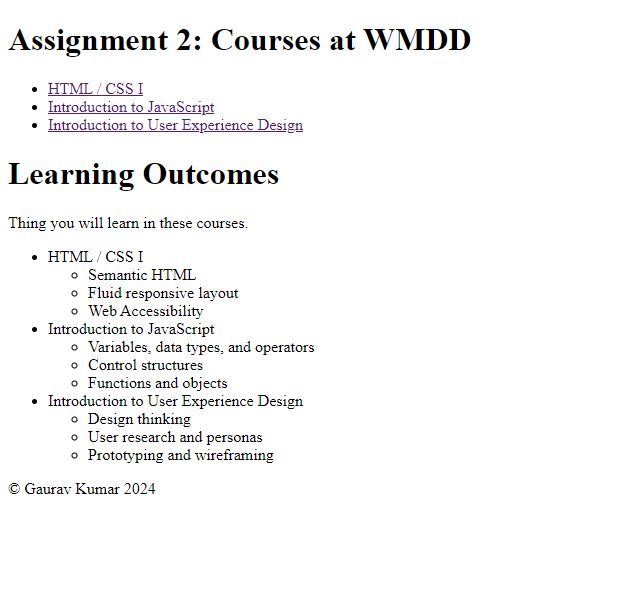 Assignment 2: Courses at WMDD
HTML / CSS I
Introduction to JavaScript
Introduction to User Experience Design
Learning Outcomes
Thing you will learn in these courses.
HTML / CSS I
Semantic HTML
Fluid responsive layout
Web Accessibility
Introduction to JavaScript
Variables, data types, and operators
Control structures
Functions and objects
Introduction to User Experience Design
Design thinking
User research and personas
Prototyping and wireframing
© Gaurav Kumar 2024